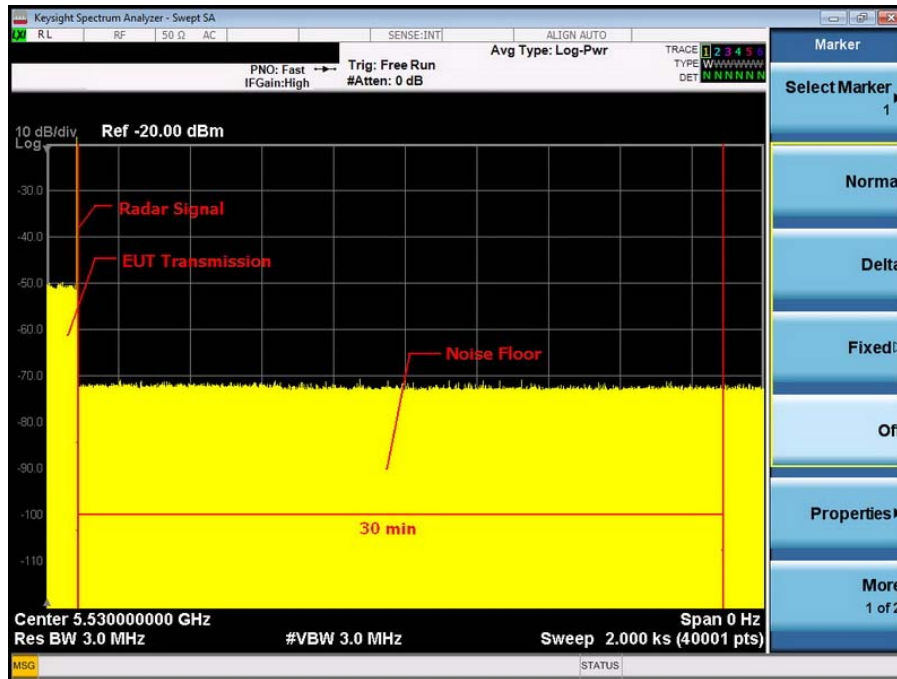 Keysight Spectrum Analyzer - Swept SA
LXI RL RF 50 Ω AC SENSE:INT ALIGN AUTO
Avg Type: Log-Pwr
TRACE 1 2 3 4 5 6
TYPE WWWWWW
DET N N N N N N
PNO: Fast
IFGain:High
Trig: Free Run
#Atten: 0 dB
10 dB/div
Log
Ref -20.00 dBm
-30.0
-40.0
-50.0
-60.0
-70.0
-80.0
-90.0
-100
-110
Radar Signal
EUT Transmission
Noise Floor
30 min
Center 5.530000000 GHz
Span 0 Hz
Res BW 3.0 MHz
#VBW 3.0 MHz
Sweep 2.000 ks (40001 pts)
MSG
STATUS
Marker
Select Marker
1
Norma
Delta
Fixed
Of
Properties
More
1 of 2